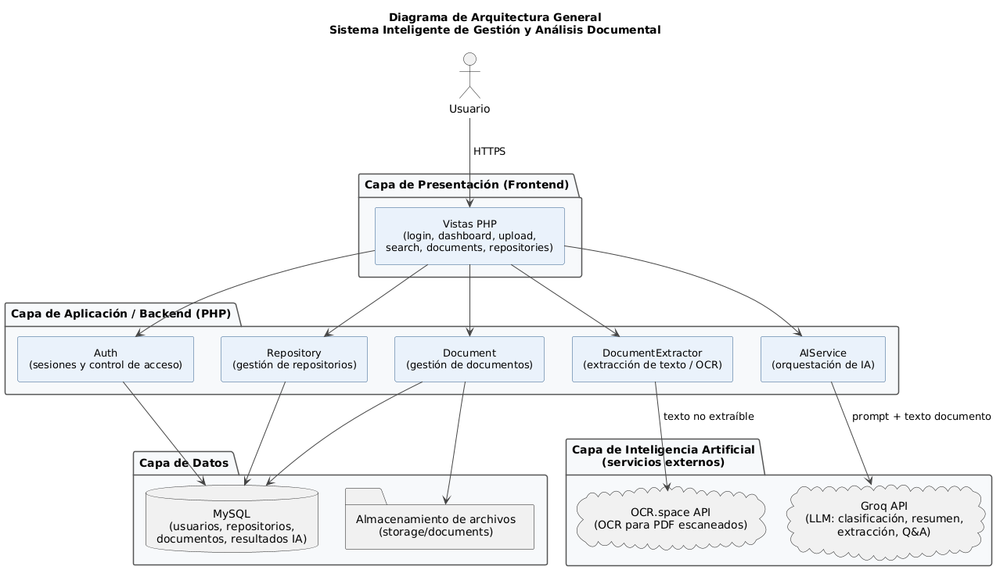 Diagrama de Arquitectura General
Sistema Inteligente de Gestión y Análisis Documental
Usuario
HTTPS
Capa de Presentación (Frontend)
Vistas PHP
(login, dashboard, upload,
search, documents, repositories)
Capa de Aplicación / Backend (PHP)
Auth
(sesiones y control de acceso)
Repository
(gestión de repositorios)
Document
(gestión de documentos)
DocumentExtractor
(extracción de texto / OCR)
AIService
(orquestación de IA)
texto no extraíble
prompt + texto documento
Capa de Datos
MySQL
(usuarios, repositorios,
documentos, resultados IA)
Almacenamiento de archivos
(storage/documents)
Capa de Inteligencia Artificial
(servicios externos)
OCR.space API
(OCR para PDF escaneados)
Groq API
(LLM: clasificación, resumen,
extracción, Q&A)